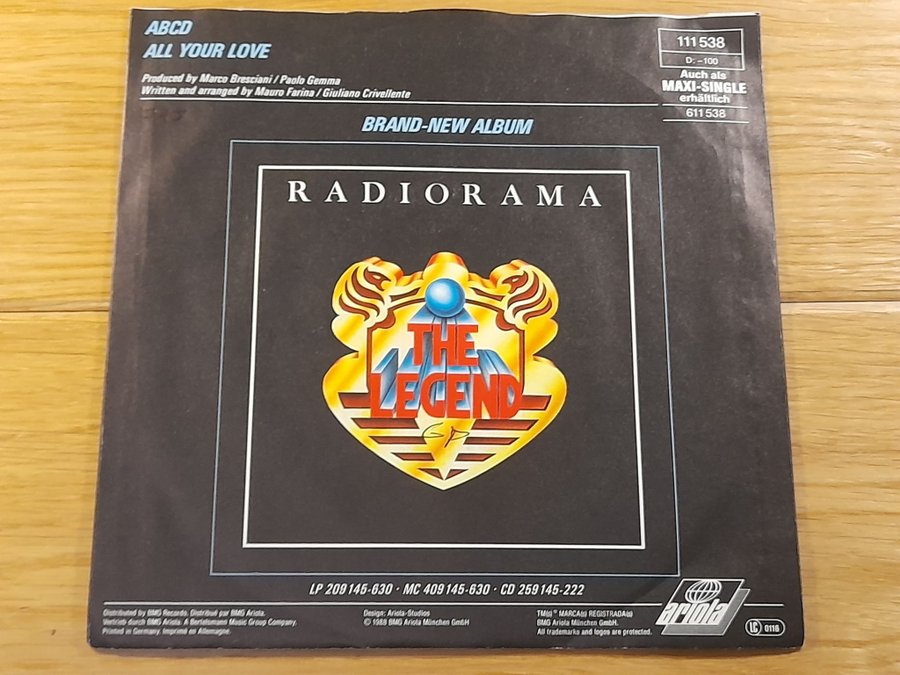 ABCD
ALL YOUR LOVE
Produced by Marco Bresciani / Paolo Gemma
Written and arranged by Mauro Farina / Giuliano Crivellente
111 538
D: –100
Auch als
MAXI-SINGLE
erhältlich
611 538
BRAND-NEW ALBUM
RADIORAMA
THE
LEGEND
LP 209 145-630 · MC 409 145-630 · CD 259 145-222
Distributed by BMG Records. Distribué par BMG Ariola.
Vertrieb durch BMG Ariola. A Bertelsmann Music Group Company.
Printed in Germany. Imprimé en Allemagne.
Design: Ariola-Studios
© 1988 BMG Ariola München GmbH
TM(s) ® MARCA(s) REGISTRADA(s)
BMG Ariola München GmbH.
All trademarks and logos are protected.
ariola
LC 0116